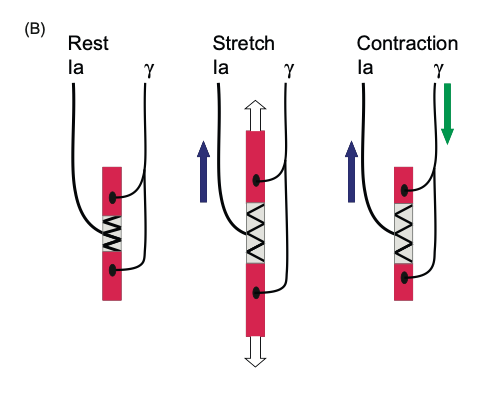 (B)
Rest Stretch Contraction
Ia γ Ia γ Ia γ